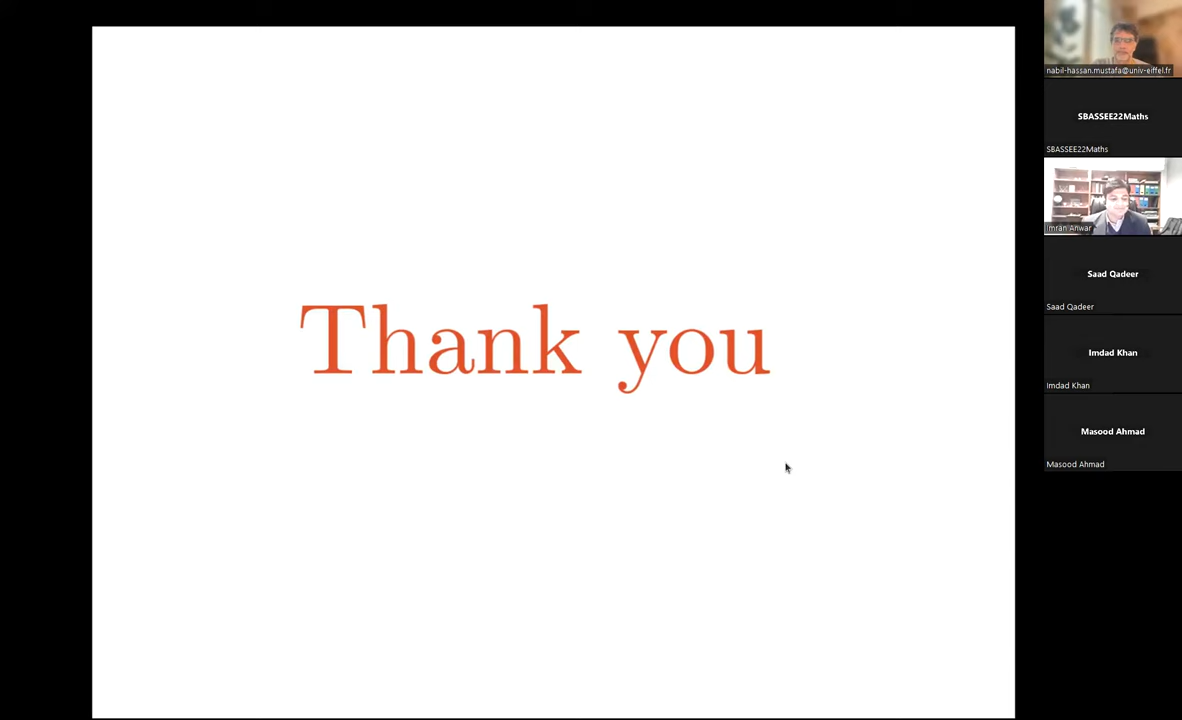 Thank you
nabil-hassan.mustafa@univ-eiffel.fr
SBASSEE22Maths
SBASSEE22Maths
Imran Anwar
Saad Qadeer
Saad Qadeer
Imdad Khan
Imdad Khan
Masood Ahmad
Masood Ahmad